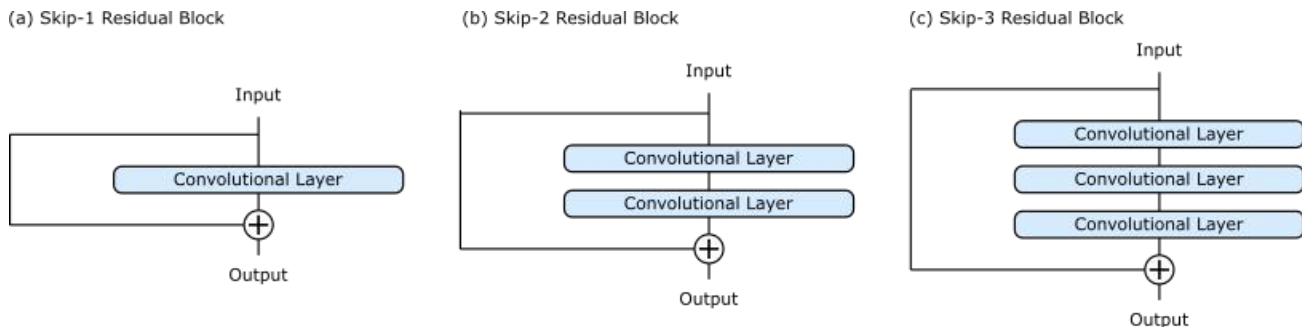 (a) Skip-1 Residual Block
Input
Convolutional Layer
Output
(b) Skip-2 Residual Block
Input
Convolutional Layer
Convolutional Layer
Output
(c) Skip-3 Residual Block
Input
Convolutional Layer
Convolutional Layer
Convolutional Layer
Output